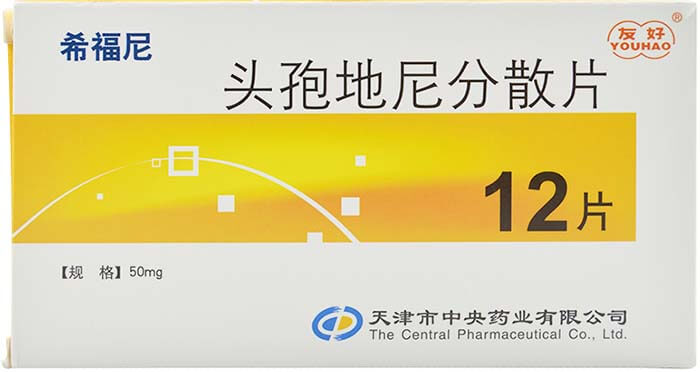 友好
®
YOUHAO
希福尼
头孢地尼分散片
12片
【规 格】50mg
天津市中央药业有限公司
The Central Pharmaceutical Co., Ltd.